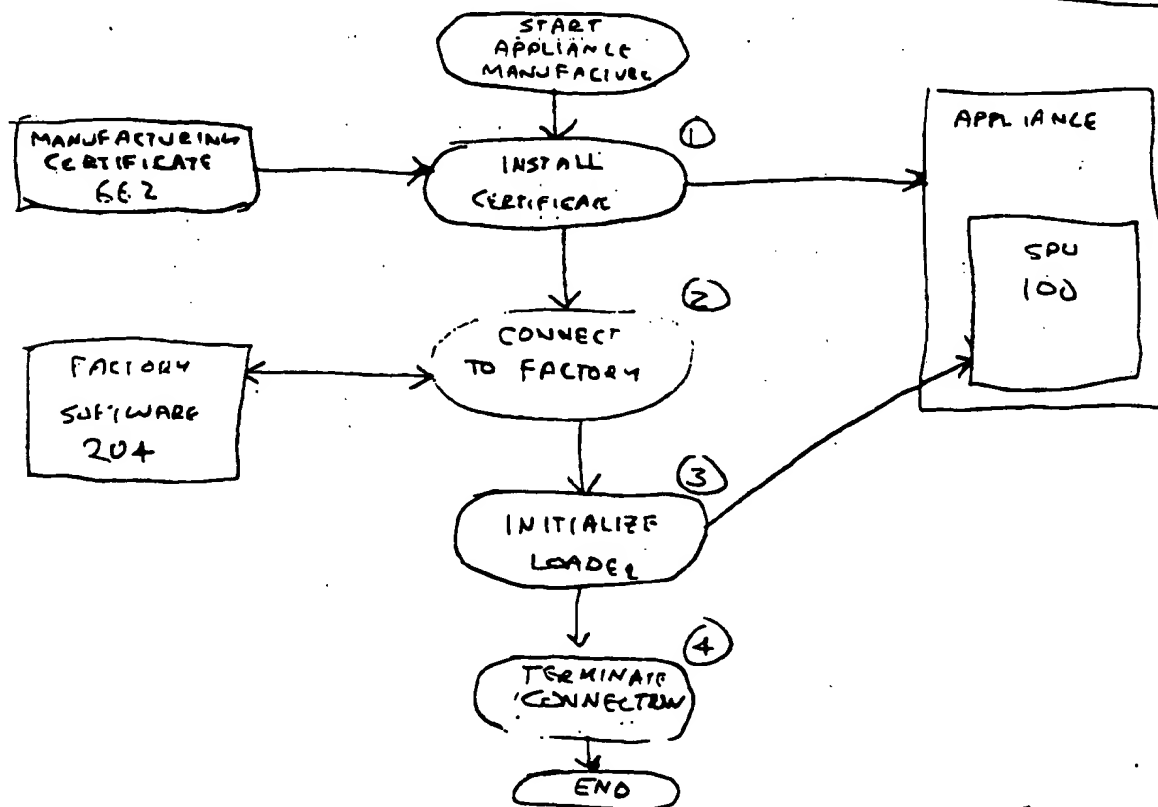 START
APPLIANCE
MANUFACTURE
①
MANUFACTURING
CERTIFICATE
662
INSTALL
CERTIFICATE
APPLIANCE
SPU
100
②
CONNECT
TO FACTORY
FACTORY
SOFTWARE
204
③
INITIALIZE
LOADER
④
TERMINATE
CONNECTION
END